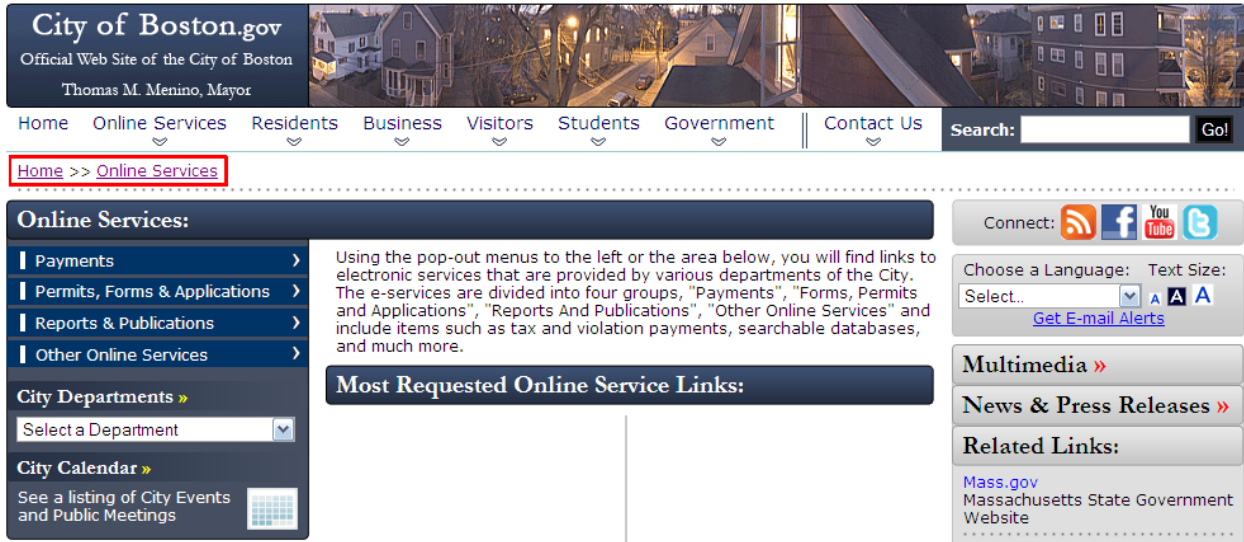 City of Boston.gov
Official Web Site of the City of Boston
Thomas M. Menino, Mayor
Home Online Services Residents Business Visitors Students Government Contact Us Search: Go!
Home >> Online Services
Online Services:
Payments
Permits, Forms & Applications
Reports & Publications
Other Online Services
City Departments »
Select a Department
City Calendar »
See a listing of City Events
and Public Meetings
Using the pop-out menus to the left or the area below, you will find links to
electronic services that are provided by various departments of the City.
The e-services are divided into four groups, "Payments", "Forms, Permits
and Applications", "Reports And Publications", "Other Online Services" and
include items such as tax and violation payments, searchable databases,
and much more.
Most Requested Online Service Links:
Connect: You Tube
Choose a Language: Text Size:
Select... A A A
Get E-mail Alerts
Multimedia »
News & Press Releases »
Related Links:
Mass.gov
Massachusetts State Government
Website